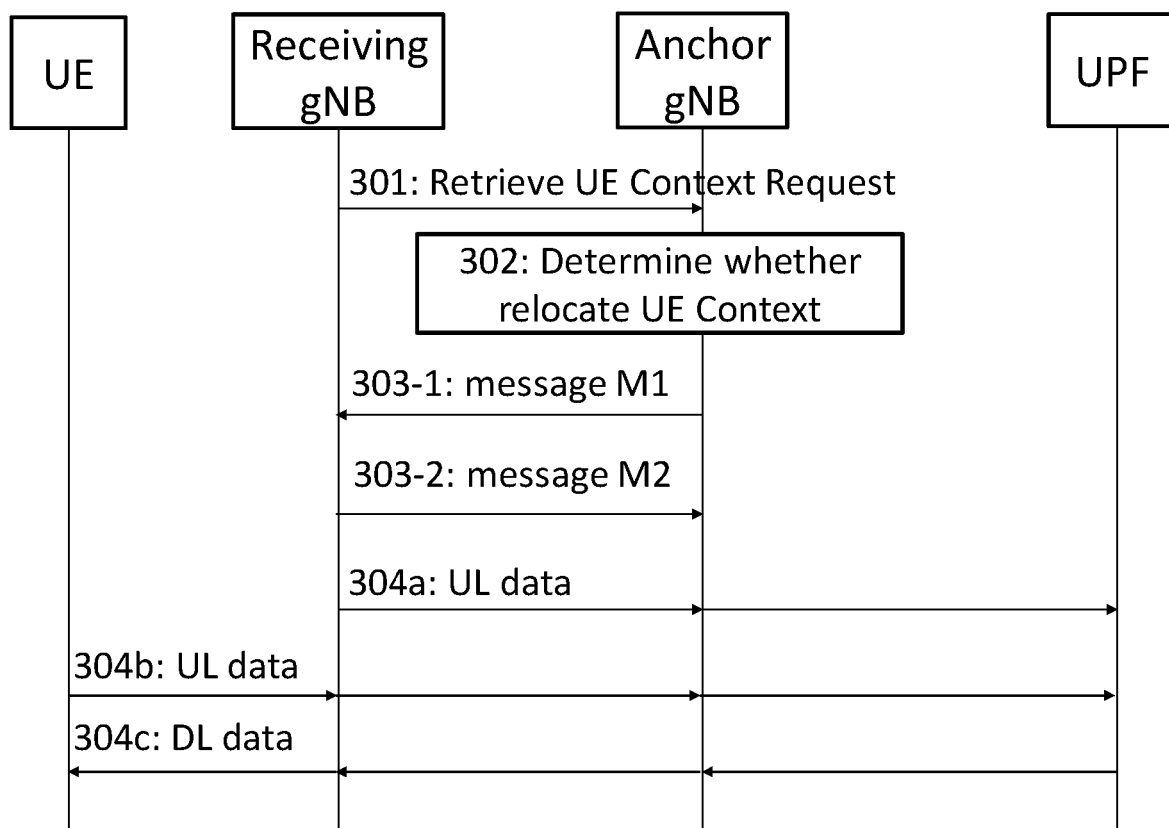 UE
Receiving
gNB
Anchor
gNB
UPF
301: Retrieve UE Context Request
302: Determine whether
relocate UE Context
303-1: message M1
303-2: message M2
304a: UL data
304b: UL data
304c: DL data